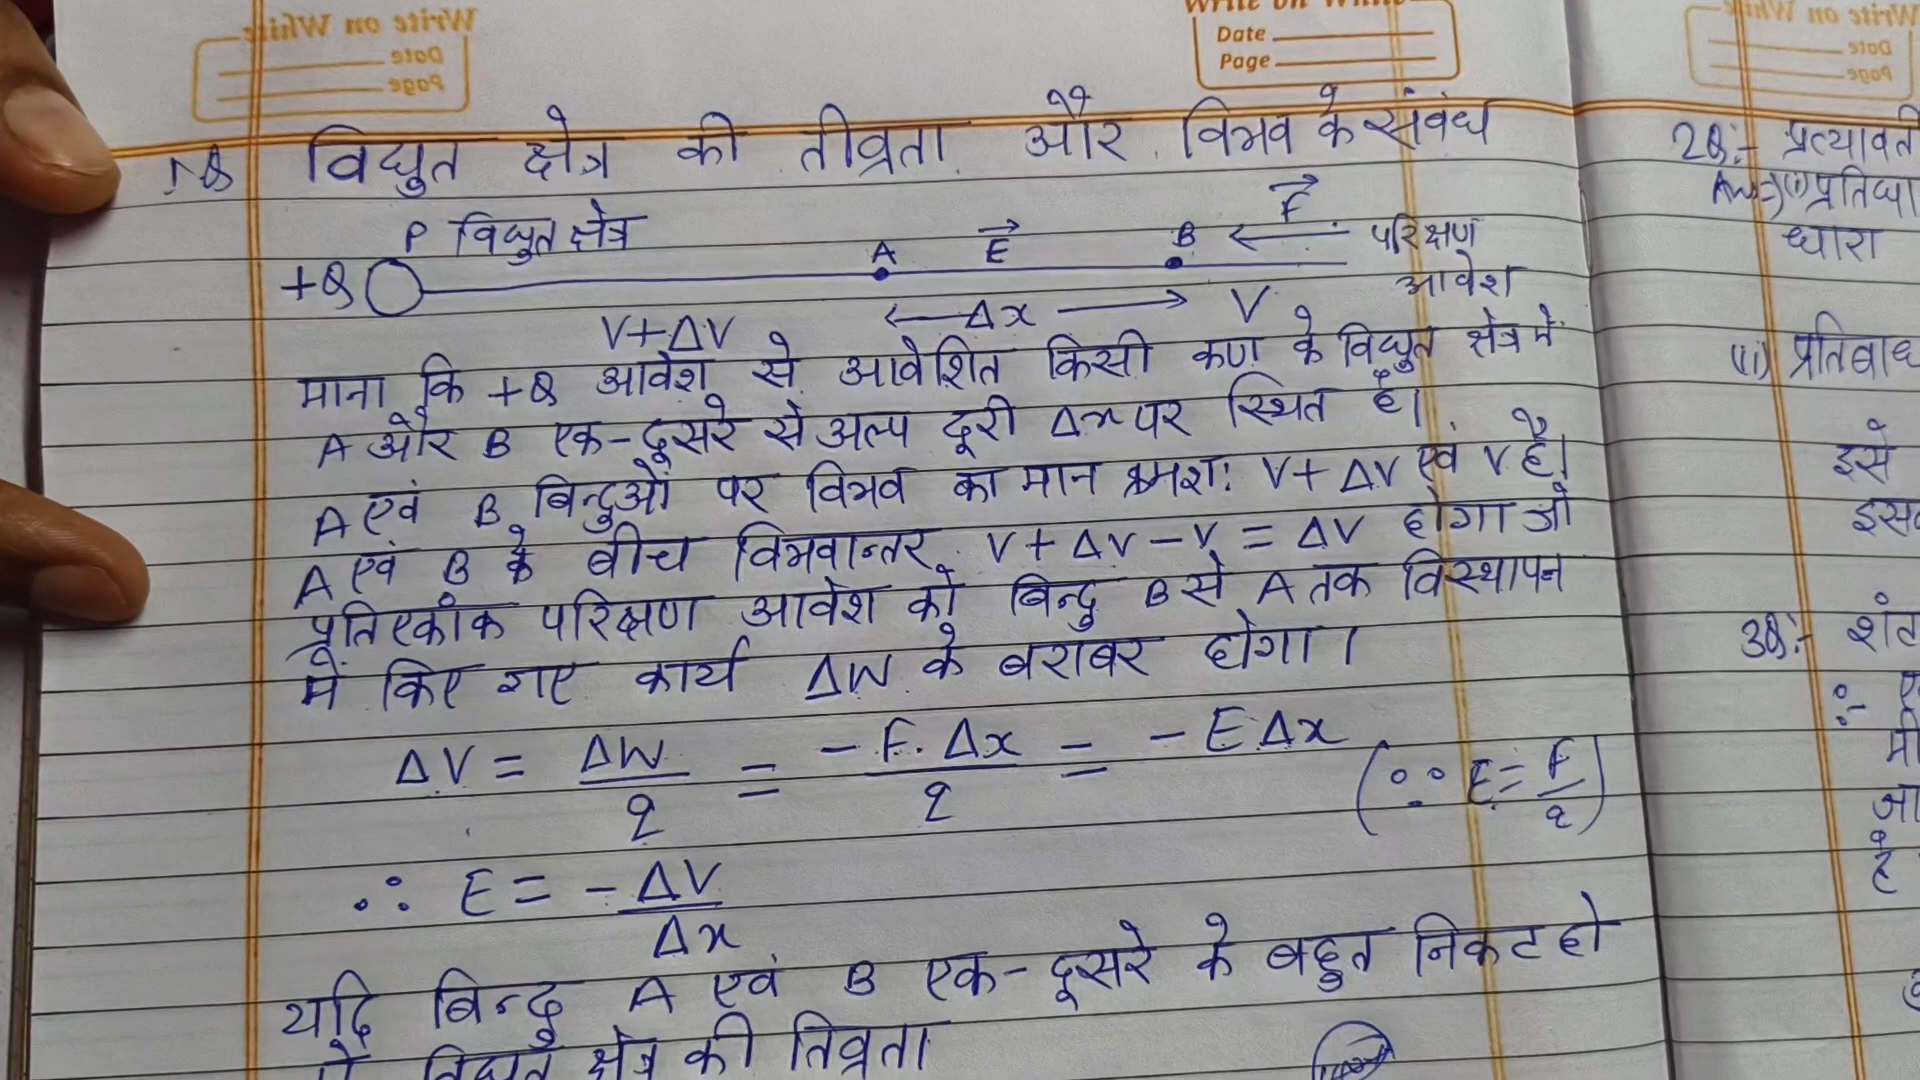 Write on White
Date
Page
1Q विद्युत क्षेत्र की तीव्रता और विभव के संबंध
P विद्युत क्षेत्र
+Q
A
E
B
F
परिक्षण
आवेश
V+ΔV
Δx
V
माना कि +Q आवेश से आवेशित किसी कण के विद्युत क्षेत्र में
A और B एक-दूसरे से अल्प दूरी Δx पर स्थित है।
A एवं B बिन्दुओं पर विभव का मान क्रमश: V+ΔV एवं V है।
A एवं B के बीच विभवान्तर V+ΔV-V = ΔV होगा जो
प्रतिएकांक परिक्षण आवेश को बिन्दु B से A तक विस्थापन
में किए गए कार्य ΔW के बराबर होगा।
ΔV = ΔW/q = -F.Δx/q = -EΔx (∵ E = F/q)
∴ E = -ΔV/Δx
यदि बिन्दु A एवं B एक-दूसरे के बहुत निकट हो
विद्युत क्षेत्र की तिव्रता
2Q:- प्रत्यावर्ती
Ans⇒(i) प्रतिघा
धारा
(ii) प्रतिबाध
इसे
3Q:- शंट